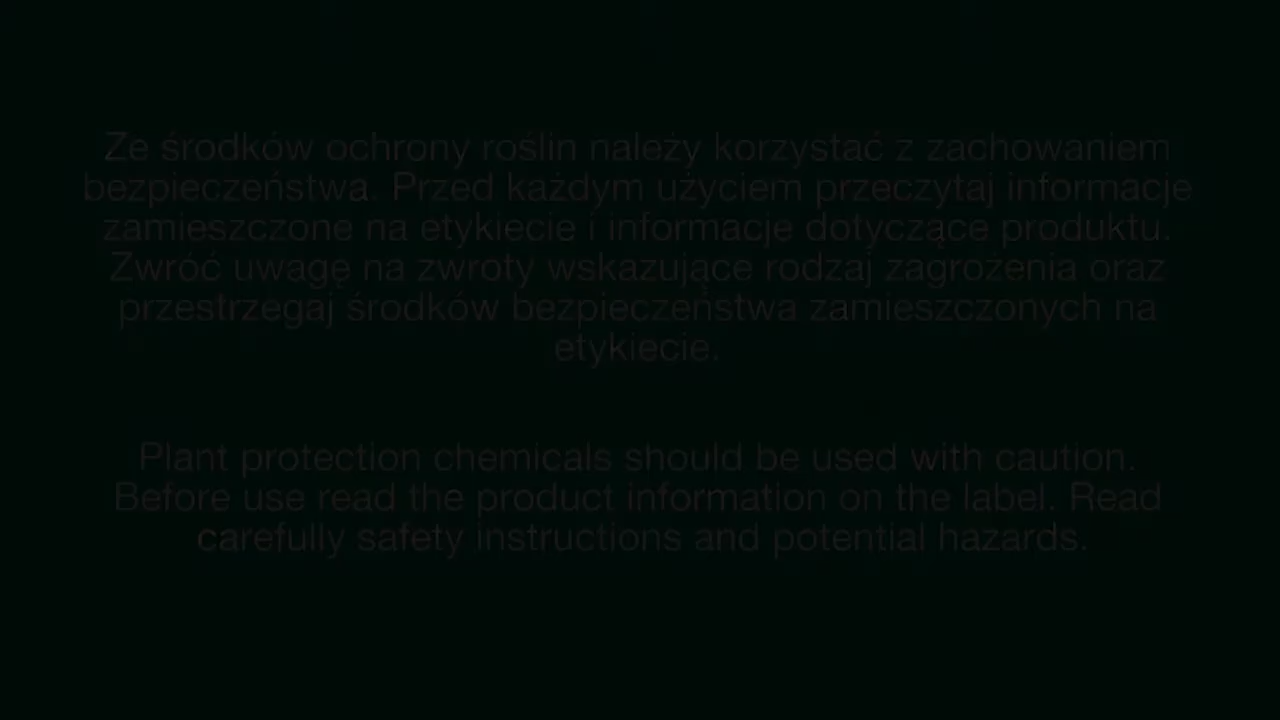 Ze środków ochrony roślin należy korzystać z zachowaniem
bezpieczeństwa. Przed każdym użyciem przeczytaj informacje
zamieszczone na etykiecie i informacje dotyczące produktu.
Zwróć uwagę na zwroty wskazujące rodzaj zagrożenia oraz
przestrzegaj środków bezpieczeństwa zamieszczonych na
etykiecie.
Plant protection chemicals should be used with caution.
Before use read the product information on the label. Read
carefully safety instructions and potential hazards.